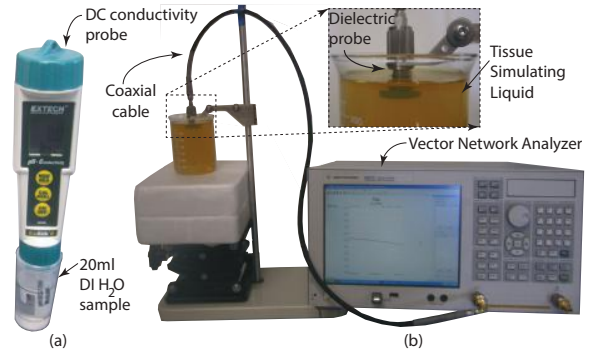 DC conductivity
probe
Coaxial
cable
EXTECH
20ml
DI H2O
sample
(a)
Dielectric
probe
Tissue
Simulating
Liquid
Vector Network Analyzer
(b)